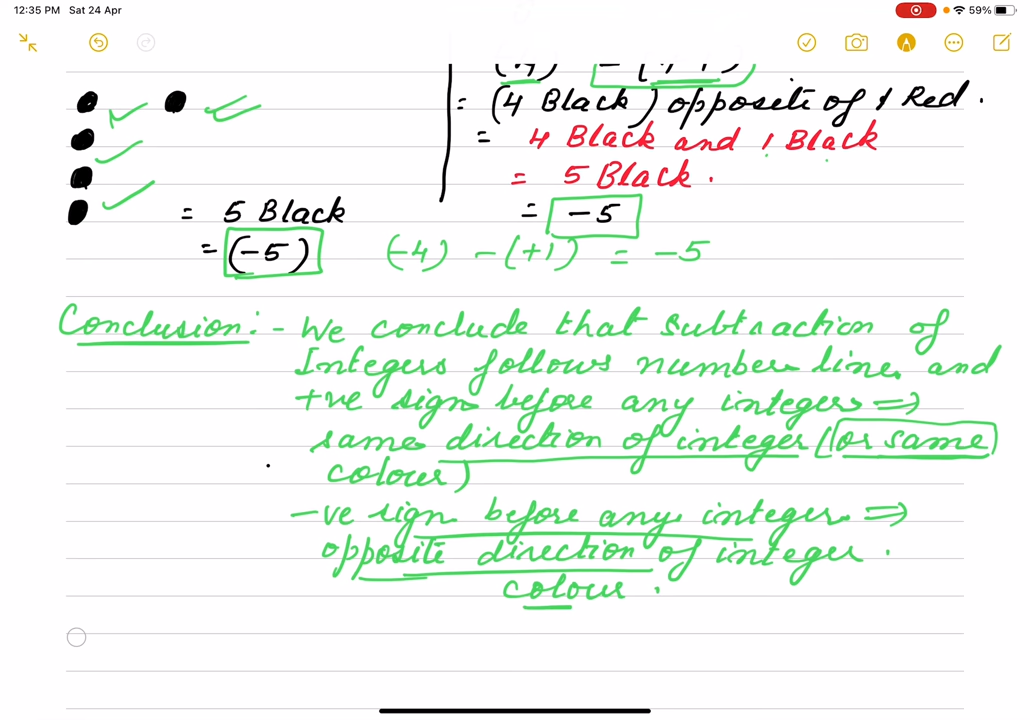 12:35 PM Sat 24 Apr
59%
= (4 Black) opposite of 1 Red.
= 4 Black and 1 Black
= 5 Black.
= 5 Black
= -5
= (-5)
(-4) - (+1) = -5
Conclusion:- We conclude that subtraction of
Integers follows number line and
+ve sign before any integers ⇒
same direction of integer (or same
colour)
-ve sign before any integer ⇒
opposite direction of integer.
colour.